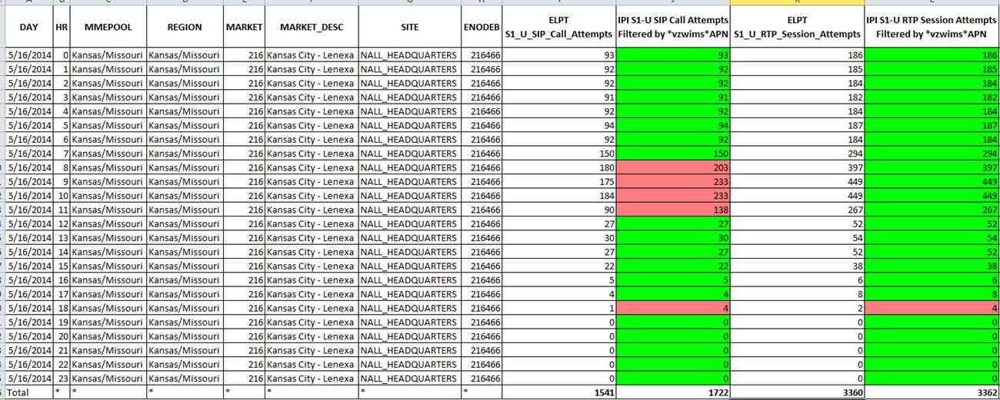 DAY HR MMEPOOL REGION MARKET MARKET_DESC SITE ENODEB ELPT S1_U_SIP_Call_Attempts IPI S1-U SIP Call Attempts Filtered by *vzwims*APN ELPT S1_U_RTP_Session_Attempts IPI S1-U RTP Session Attempts Filtered by *vzwims*APN
5/16/2014 0 Kansas/Missouri Kansas/Missouri 216 Kansas City - Lenexa NALL_HEADQUARTERS 216466 93 93 186 186
5/16/2014 1 Kansas/Missouri Kansas/Missouri 216 Kansas City - Lenexa NALL_HEADQUARTERS 216466 92 92 185 185
5/16/2014 2 Kansas/Missouri Kansas/Missouri 216 Kansas City - Lenexa NALL_HEADQUARTERS 216466 92 92 184 184
5/16/2014 3 Kansas/Missouri Kansas/Missouri 216 Kansas City - Lenexa NALL_HEADQUARTERS 216466 91 91 182 182
5/16/2014 4 Kansas/Missouri Kansas/Missouri 216 Kansas City - Lenexa NALL_HEADQUARTERS 216466 92 92 184 184
5/16/2014 5 Kansas/Missouri Kansas/Missouri 216 Kansas City - Lenexa NALL_HEADQUARTERS 216466 94 94 187 187
5/16/2014 6 Kansas/Missouri Kansas/Missouri 216 Kansas City - Lenexa NALL_HEADQUARTERS 216466 92 92 184 184
5/16/2014 7 Kansas/Missouri Kansas/Missouri 216 Kansas City - Lenexa NALL_HEADQUARTERS 216466 150 150 294 294
5/16/2014 8 Kansas/Missouri Kansas/Missouri 216 Kansas City - Lenexa NALL_HEADQUARTERS 216466 180 203 397 397
5/16/2014 9 Kansas/Missouri Kansas/Missouri 216 Kansas City - Lenexa NALL_HEADQUARTERS 216466 175 233 449 449
5/16/2014 10 Kansas/Missouri Kansas/Missouri 216 Kansas City - Lenexa NALL_HEADQUARTERS 216466 184 233 449 449
5/16/2014 11 Kansas/Missouri Kansas/Missouri 216 Kansas City - Lenexa NALL_HEADQUARTERS 216466 90 138 267 267
5/16/2014 12 Kansas/Missouri Kansas/Missouri 216 Kansas City - Lenexa NALL_HEADQUARTERS 216466 27 27 52 52
5/16/2014 13 Kansas/Missouri Kansas/Missouri 216 Kansas City - Lenexa NALL_HEADQUARTERS 216466 30 30 54 54
5/16/2014 14 Kansas/Missouri Kansas/Missouri 216 Kansas City - Lenexa NALL_HEADQUARTERS 216466 27 27 52 52
5/16/2014 15 Kansas/Missouri Kansas/Missouri 216 Kansas City - Lenexa NALL_HEADQUARTERS 216466 22 22 38 38
5/16/2014 16 Kansas/Missouri Kansas/Missouri 216 Kansas City - Lenexa NALL_HEADQUARTERS 216466 5 5 6 6
5/16/2014 17 Kansas/Missouri Kansas/Missouri 216 Kansas City - Lenexa NALL_HEADQUARTERS 216466 4 4 8 8
5/16/2014 18 Kansas/Missouri Kansas/Missouri 216 Kansas City - Lenexa NALL_HEADQUARTERS 216466 1 4 2 4
5/16/2014 19 Kansas/Missouri Kansas/Missouri 216 Kansas City - Lenexa NALL_HEADQUARTERS 216466 0 0 0 0
5/16/2014 20 Kansas/Missouri Kansas/Missouri 216 Kansas City - Lenexa NALL_HEADQUARTERS 216466 0 0 0 0
5/16/2014 21 Kansas/Missouri Kansas/Missouri 216 Kansas City - Lenexa NALL_HEADQUARTERS 216466 0 0 0 0
5/16/2014 22 Kansas/Missouri Kansas/Missouri 216 Kansas City - Lenexa NALL_HEADQUARTERS 216466 0 0 0 0
5/16/2014 23 Kansas/Missouri Kansas/Missouri 216 Kansas City - Lenexa NALL_HEADQUARTERS 216466 0 0 0 0
Total * * * * * * * 1541 1722 3360 3362